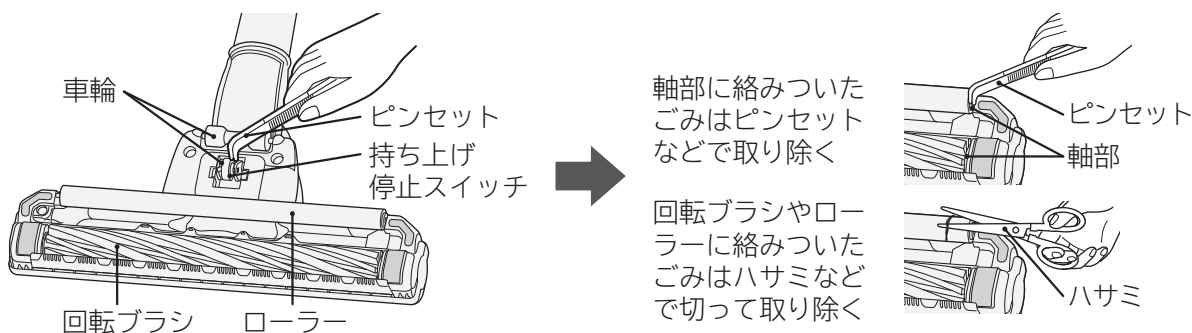 車輪
ピンセット
持ち上げ
停止スイッチ
回転ブラシ
ローラー
軸部に絡みついた
ごみはピンセット
などで取り除く
ピンセット
軸部
回転ブラシやロー
ラーに絡みついた
ごみはハサミなど
で切って取り除く
ハサミ